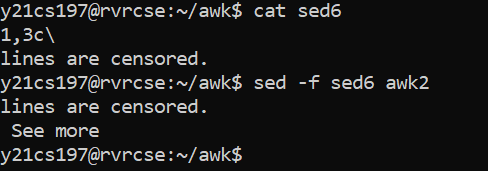 y21cs197@rvrcse:~/awk$ cat sed6
1,3c\
lines are censored.
y21cs197@rvrcse:~/awk$ sed -f sed6 awk2
lines are censored.
 See more
y21cs197@rvrcse:~/awk$